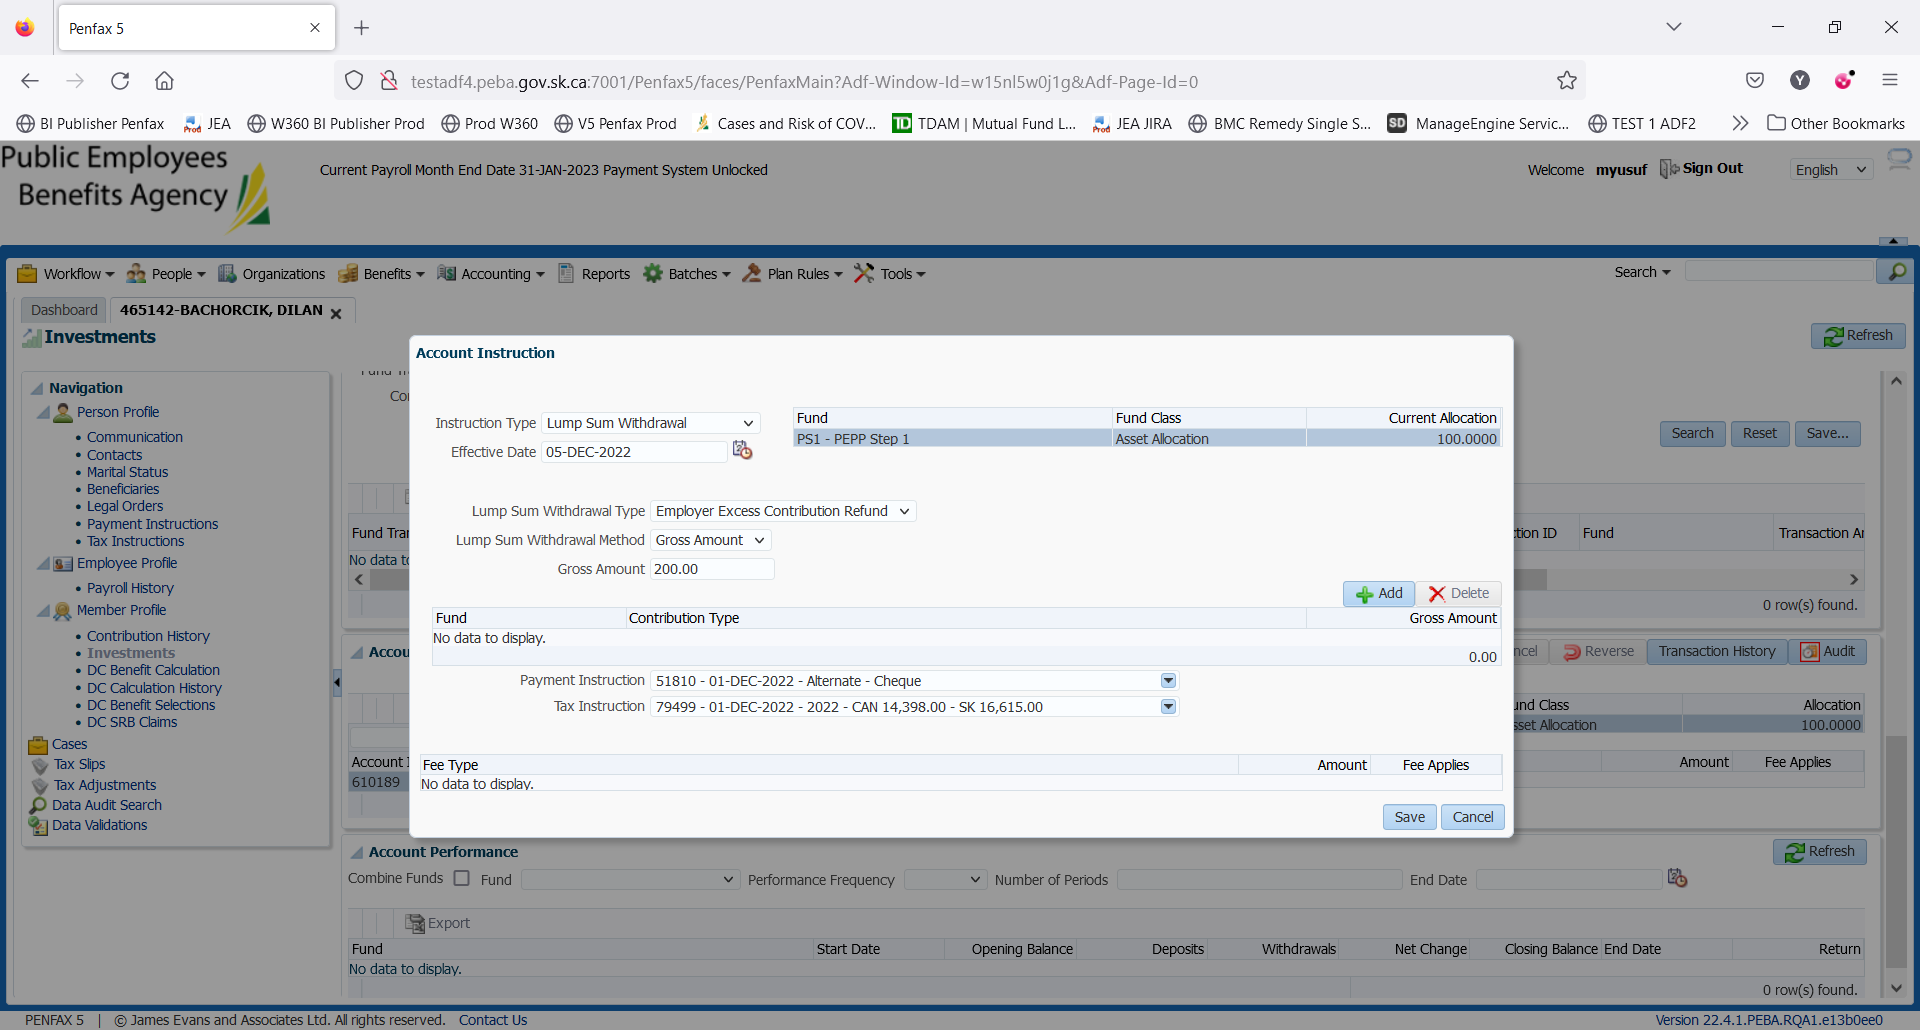 Penfax 5
testadf4.peba.gov.sk.ca:7001/Penfax5/faces/PenfaxMain?Adf-Window-Id=w15nl5w0j1g&Adf-Page-Id=0
BI Publisher Penfax
JEA
W360 BI Publisher Prod
Prod W360
V5 Penfax Prod
Cases and Risk of COV...
TDAM | Mutual Fund L...
JEA JIRA
BMC Remedy Single S...
ManageEngine Servic...
TEST 1 ADF2
Other Bookmarks
Public Employees
Benefits Agency
Current Payroll Month End Date 31-JAN-2023 Payment System Unlocked
Welcome myusuf Sign Out
English
Workflow
People
Organizations
Benefits
Accounting
Reports
Batches
Plan Rules
Tools
Search
Dashboard
465142-BACHORCIK, DILAN
Investments
Refresh
Navigation
Person Profile
Communication
Contacts
Marital Status
Beneficiaries
Legal Orders
Payment Instructions
Tax Instructions
Employee Profile
Payroll History
Member Profile
Contribution History
Investments
DC Benefit Calculation
DC Calculation History
DC Benefit Selections
DC SRB Claims
Cases
Tax Slips
Tax Adjustments
Data Audit Search
Data Validations
Co
Search
Reset
Save...
Fund Tra
tion ID
Fund
Transaction A
No data to
0 row(s) found.
Accou
ncel
Reverse
Transaction History
Audit
und Class
Allocation
sset Allocation
100.0000
Account I
Amount
Fee Applies
610189
Account Instruction
Instruction Type Lump Sum Withdrawal
Effective Date 05-DEC-2022
Fund
Fund Class
Current Allocation
PS1 - PEPP Step 1
Asset Allocation
100.0000
Lump Sum Withdrawal Type Employer Excess Contribution Refund
Lump Sum Withdrawal Method Gross Amount
Gross Amount 200.00
Add
Delete
Fund
Contribution Type
Gross Amount
No data to display.
0.00
Payment Instruction 51810 - 01-DEC-2022 - Alternate - Cheque
Tax Instruction 79499 - 01-DEC-2022 - 2022 - CAN 14,398.00 - SK 16,615.00
Fee Type
Amount
Fee Applies
No data to display.
Save
Cancel
Account Performance
Refresh
Combine Funds
Fund
Performance Frequency
Number of Periods
End Date
Export
Fund
Start Date
Opening Balance
Deposits
Withdrawals
Net Change
Closing Balance
End Date
Return
No data to display.
0 row(s) found.
PENFAX 5 | © James Evans and Associates Ltd. All rights reserved. Contact Us
Version 22.4.1.PEBA.RQA1.e13b0ee0